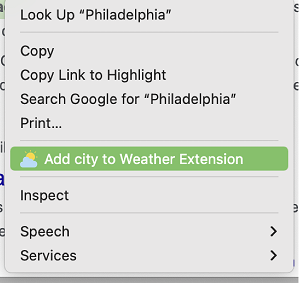 Look Up “Philadelphia”
Copy
Copy Link to Highlight
Search Google for “Philadelphia”
Print...
Add city to Weather Extension
Inspect
Speech
Services